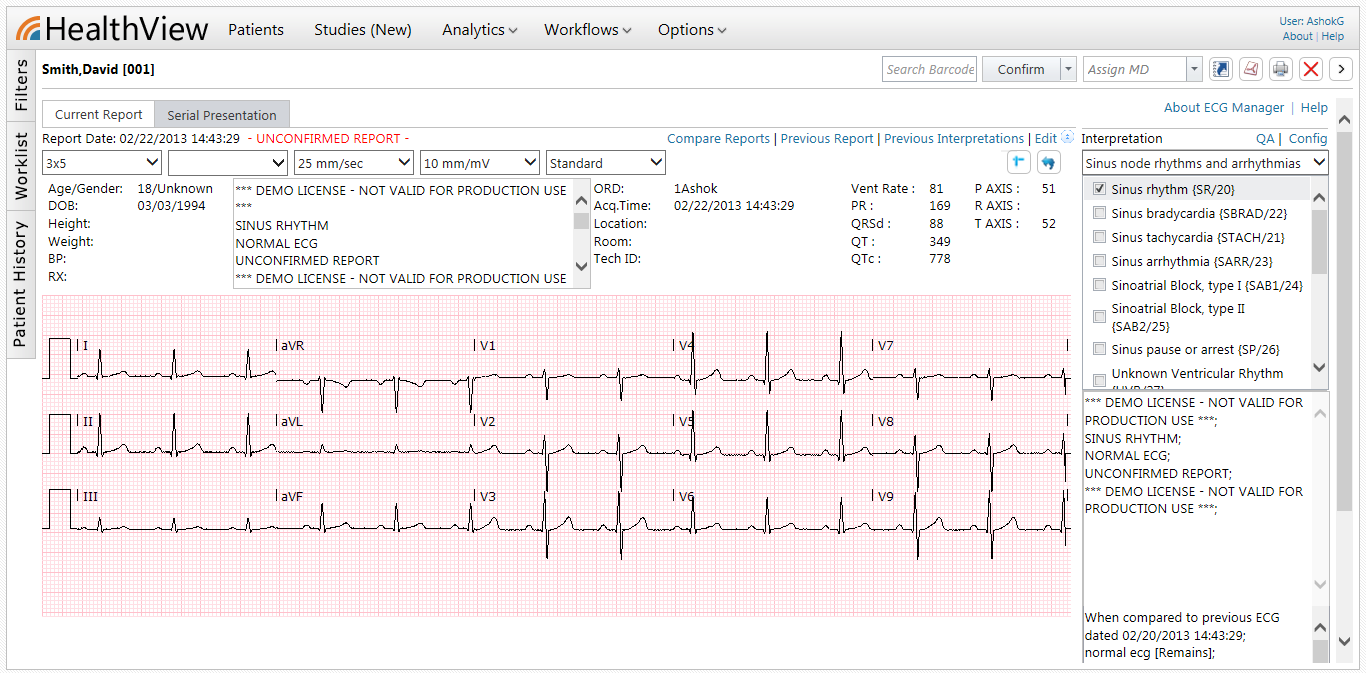 HealthView
Patients Studies (New) Analytics Workflows Options
User: AshokG
About | Help
Filters
Worklist
Patient History
Smith,David [001]
Search Barcode
Confirm
Assign MD
Current Report Serial Presentation
About ECG Manager | Help
Report Date: 02/22/2013 14:43:29 - UNCONFIRMED REPORT -
Compare Reports | Previous Report | Previous Interpretations | Edit
3x5 25 mm/sec 10 mm/mV Standard
Age/Gender: 18/Unknown
DOB: 03/03/1994
Height:
Weight:
BP:
RX:
*** DEMO LICENSE - NOT VALID FOR PRODUCTION USE
***
SINUS RHYTHM
NORMAL ECG
UNCONFIRMED REPORT
*** DEMO LICENSE - NOT VALID FOR PRODUCTION USE
ORD: 1Ashok
Acq.Time: 02/22/2013 14:43:29
Location:
Room:
Tech ID:
Vent Rate : 81 P AXIS : 51
PR : 169 R AXIS :
QRSd : 88 T AXIS : 52
QT : 349
QTc : 778
I aVR V1 V4 V7
II aVL V2 V5 V8
III aVF V3 V6 V9
Interpretation QA | Config
Sinus node rhythms and arrhythmias
Sinus rhythm {SR/20}
Sinus bradycardia {SBRAD/22}
Sinus tachycardia {STACH/21}
Sinus arrhythmia {SARR/23}
Sinoatrial Block, type I {SAB1/24}
Sinoatrial Block, type II
{SAB2/25}
Sinus pause or arrest {SP/26}
Unknown Ventricular Rhythm
*** DEMO LICENSE - NOT VALID FOR
PRODUCTION USE ***;
SINUS RHYTHM;
NORMAL ECG;
UNCONFIRMED REPORT;
*** DEMO LICENSE - NOT VALID FOR
PRODUCTION USE ***;
When compared to previous ECG
dated 02/20/2013 14:43:29;
normal ecg [Remains];